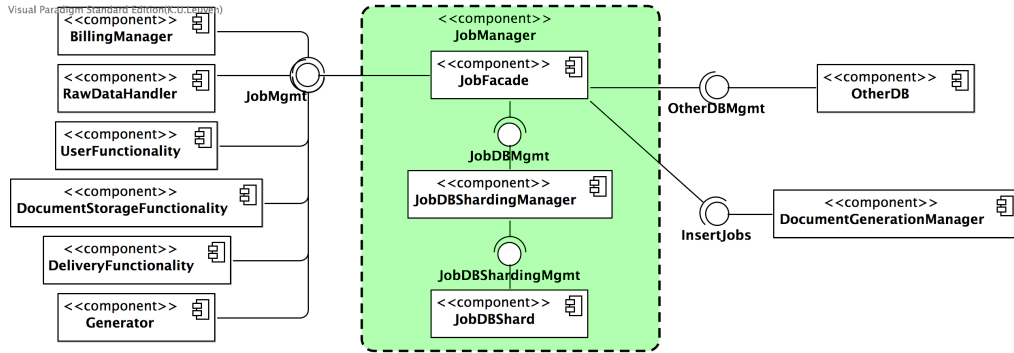 Visual Paradigm Standard Edition(K.U.Leuven)
<<component>>
BillingManager
<<component>>
RawDataHandler
<<component>>
UserFunctionality
<<component>>
DocumentStorageFunctionality
<<component>>
DeliveryFunctionality
<<component>>
Generator
JobMgmt
<<component>>
JobManager
<<component>>
JobFacade
JobDBMgmt
<<component>>
JobDBShardingManager
JobDBShardingMgmt
<<component>>
JobDBShard
OtherDBMgmt
<<component>>
OtherDB
InsertJobs
<<component>>
DocumentGenerationManager